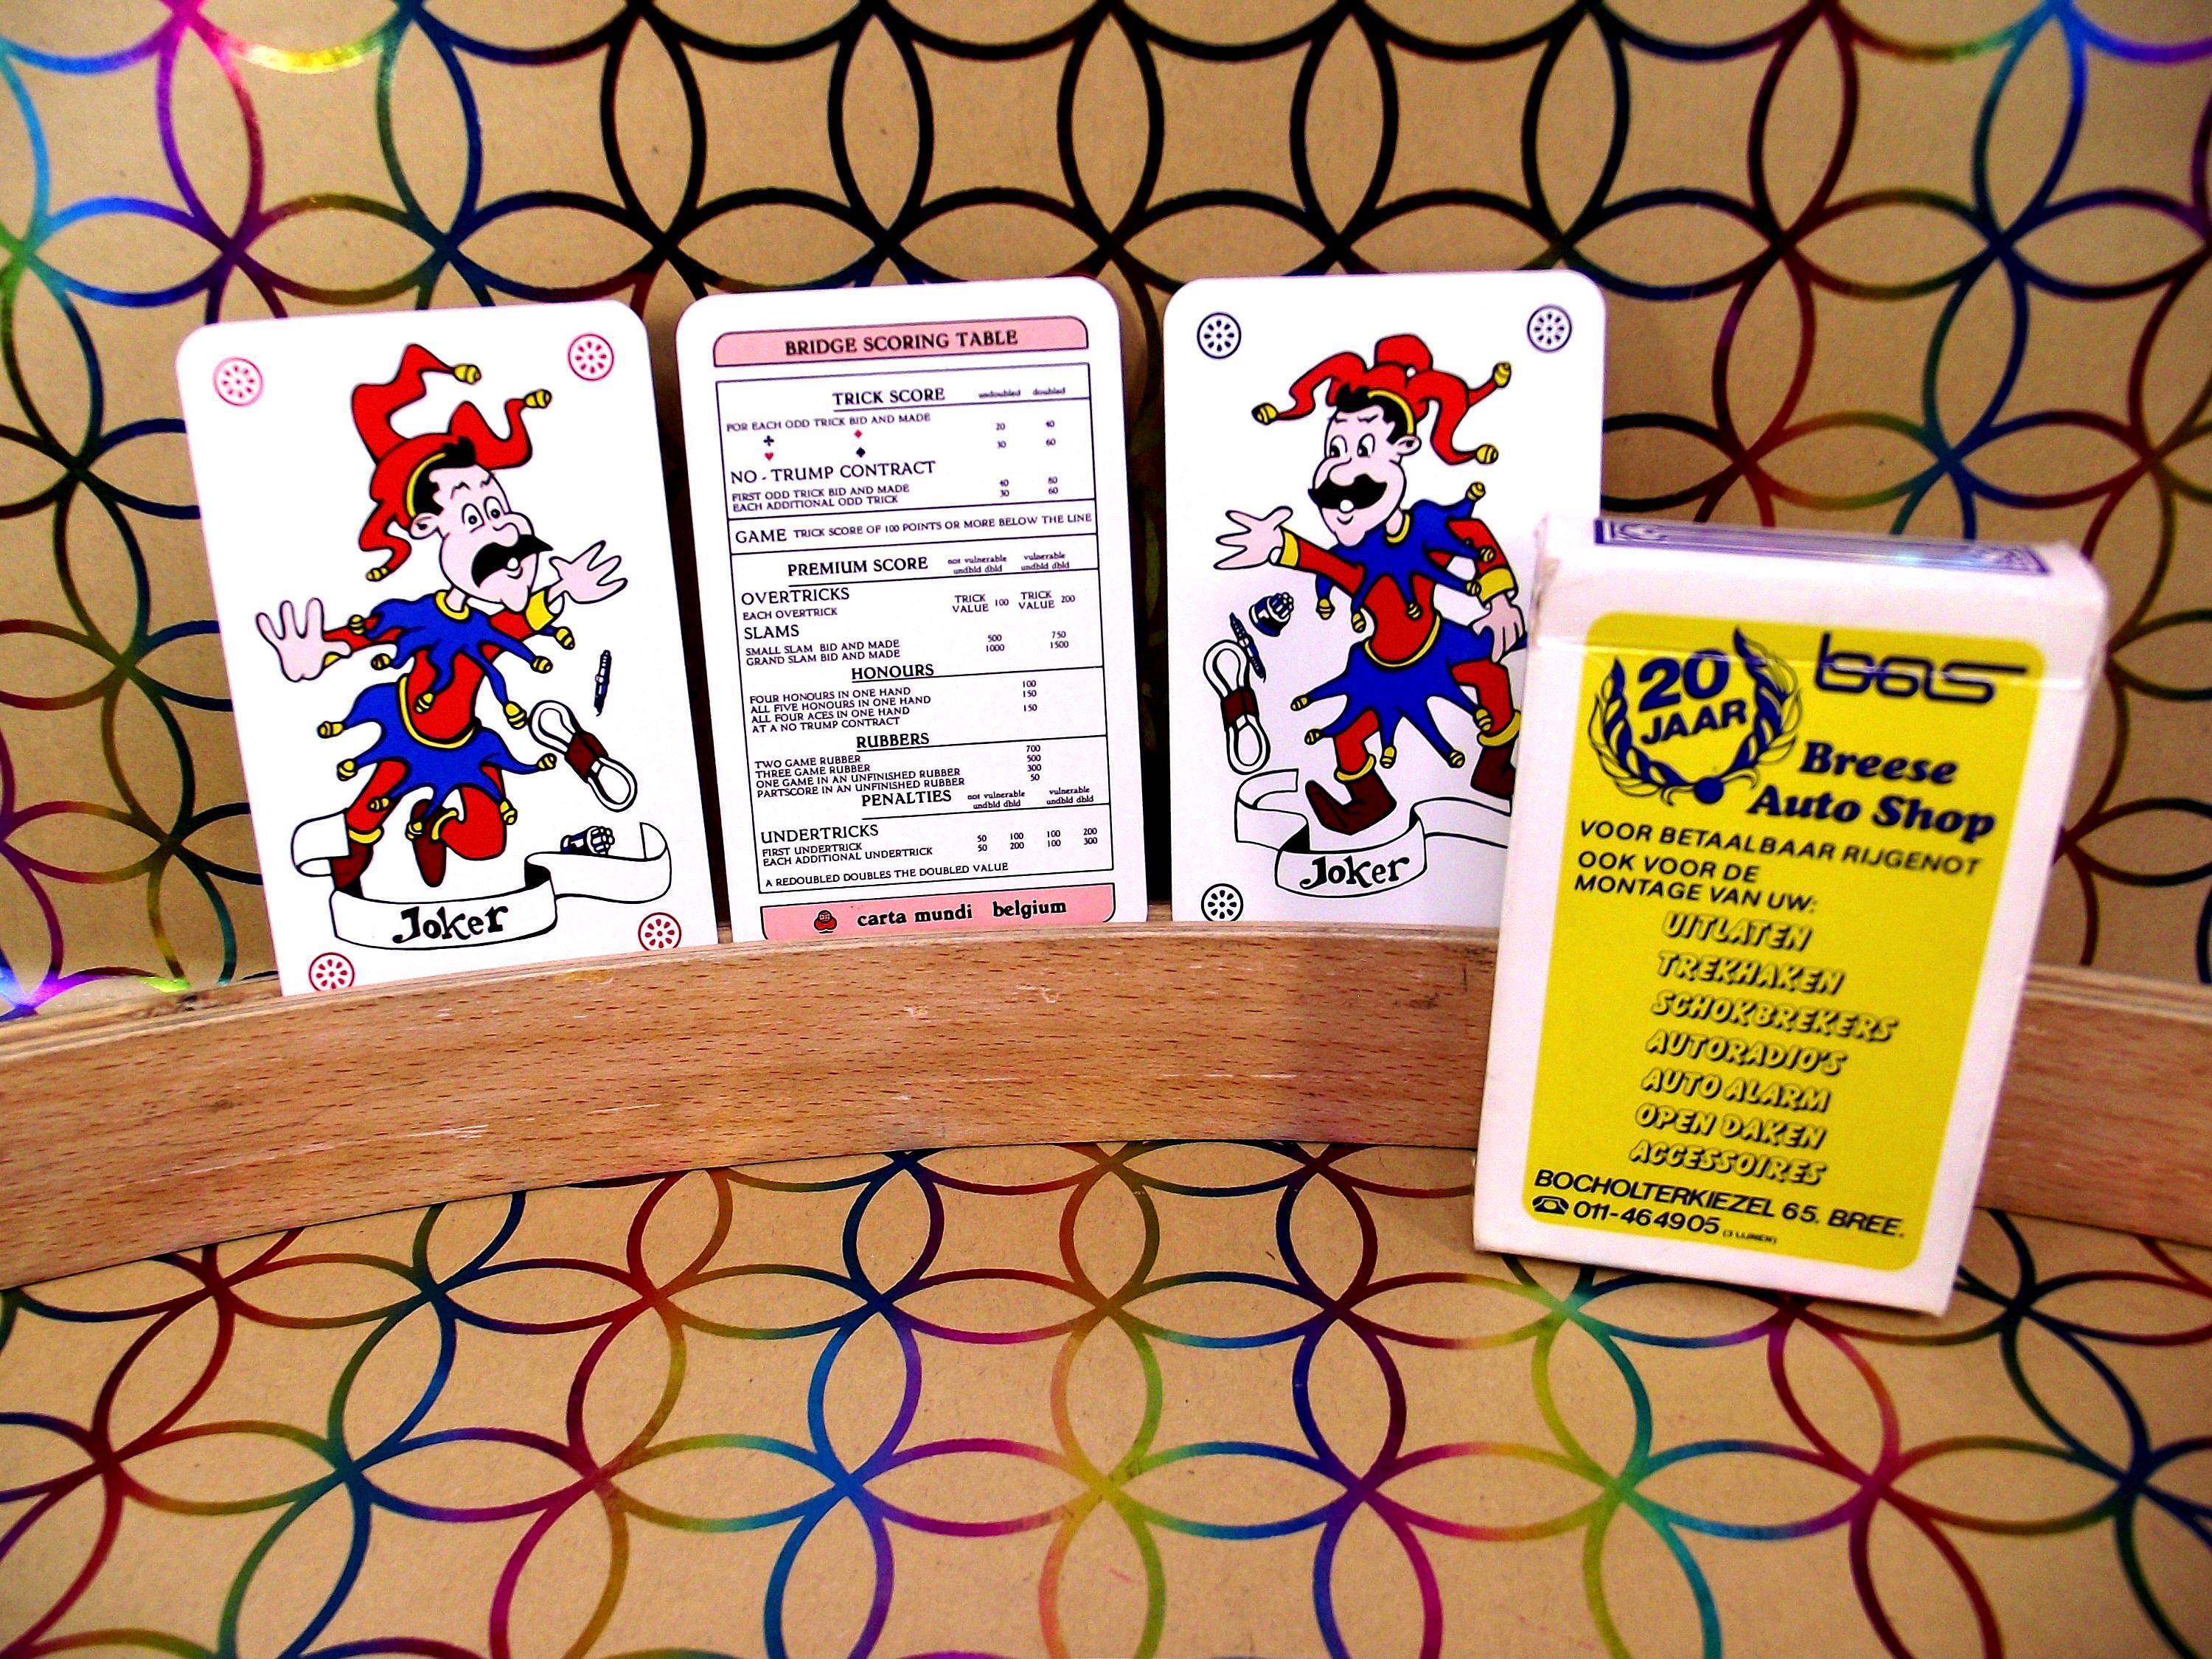 Joker
BRIDGE SCORING TABLE
TRICK SCORE undoubled doubled
FOR EACH ODD TRICK BID AND MADE
♣ ♦ 20 40
♥ ♠ 30 60
NO - TRUMP CONTRACT
FIRST ODD TRICK BID AND MADE 40 80
EACH ADDITIONAL ODD TRICK 30 60
GAME TRICK SCORE OF 100 POINTS OR MORE BELOW THE LINE
PREMIUM SCORE not vulnerable vulnerable
undbld dbld undbld dbld
OVERTRICKS
EACH OVERTRICK TRICK VALUE 100 TRICK VALUE 200
SLAMS
SMALL SLAM BID AND MADE 500 750
GRAND SLAM BID AND MADE 1000 1500
HONOURS
FOUR HONOURS IN ONE HAND 100
ALL FIVE HONOURS IN ONE HAND 150
ALL FOUR ACES IN ONE HAND 150
AT A NO TRUMP CONTRACT
RUBBERS
TWO GAME RUBBER 700
THREE GAME RUBBER 500
ONE GAME IN AN UNFINISHED RUBBER 300
PARTSCORE IN AN UNFINISHED RUBBER 50
PENALTIES not vulnerable vulnerable
undbld dbld undbld dbld
UNDERTRICKS
FIRST UNDERTRICK 50 100 100 200
EACH ADDITIONAL UNDERTRICK 50 200 100 300
A REDOUBLED DOUBLES THE DOUBLED VALUE
carta mundi belgium
Joker
20 JAAR
bas
Breese
Auto Shop
VOOR BETAALBAAR RIJGENOT
OOK VOOR DE
MONTAGE VAN UW:
UITLATEN
TREKHAKEN
SCHOKBREKERS
AUTORADIO'S
AUTO ALARM
OPEN DAKEN
ACCESSOIRES
BOCHOLTERKIEZEL 65. BREE.
☎ 011-464905 (3 LIJNEN)